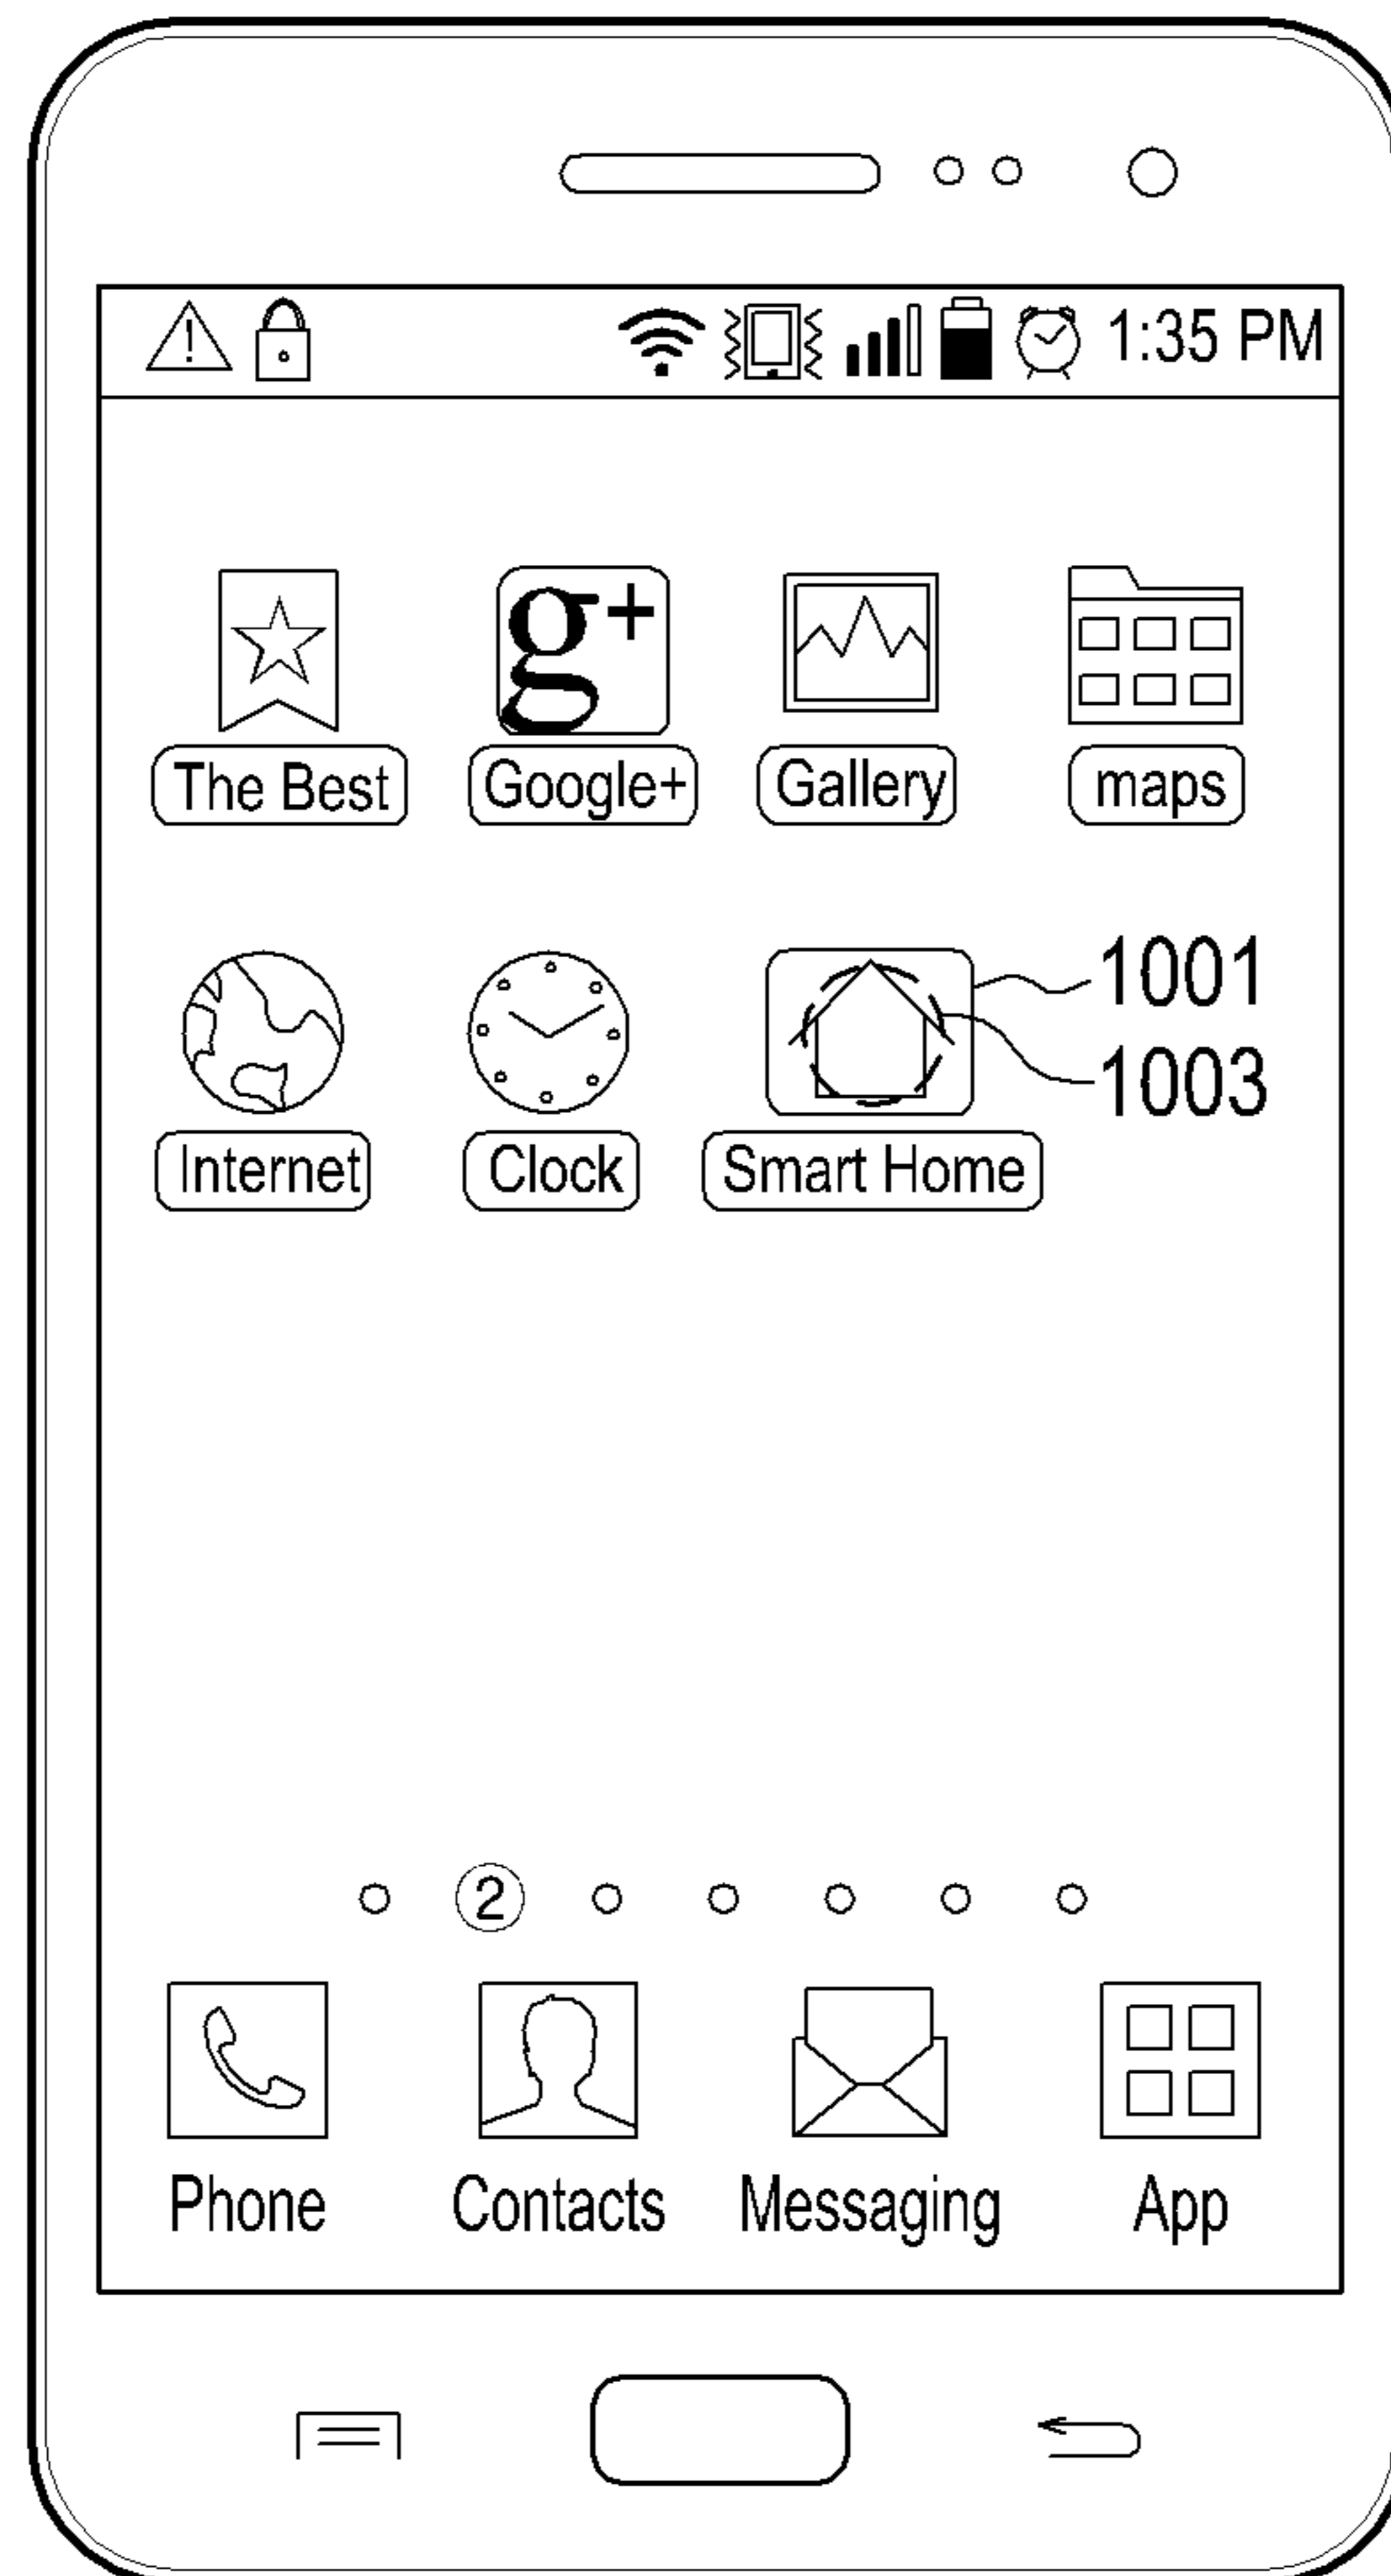 1:35 PM
g+
The Best Google+ Gallery maps
1001
1003
Internet Clock Smart Home
2
Phone Contacts Messaging App